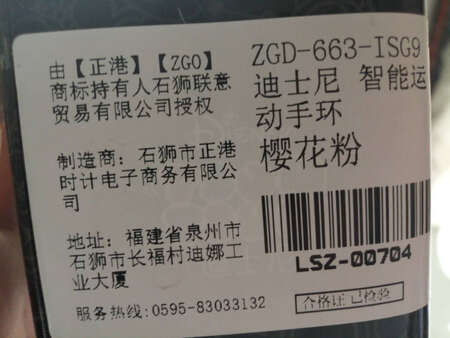 由【正港】【ZGO】
商标持有人石狮联意
贸易有限公司授权
制造商：石狮市正港
时计电子商务有限公司
地址：福建省泉州市
石狮市长福村迪娜工
业大厦
服务热线:0595-83033132
ZGD-663-ISG9
迪士尼 智能运
动手环
樱花粉
LSZ-00704
合格证 已检验